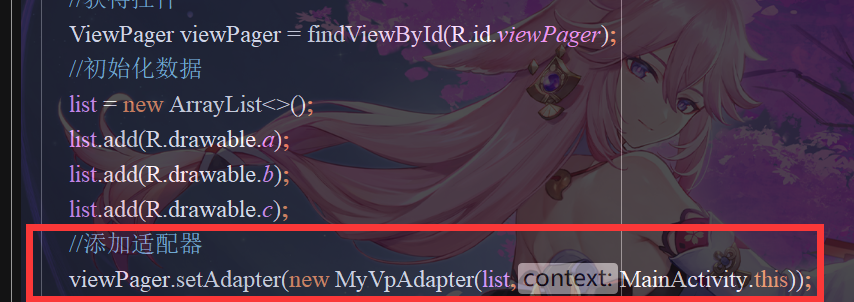 //获得控件
ViewPager viewPager = findViewById(R.id.viewPager);
//初始化数据
list = new ArrayList<>();
list.add(R.drawable.a);
list.add(R.drawable.b);
list.add(R.drawable.c);
//添加适配器
viewPager.setAdapter(new MyVpAdapter(list, context: MainActivity.this));